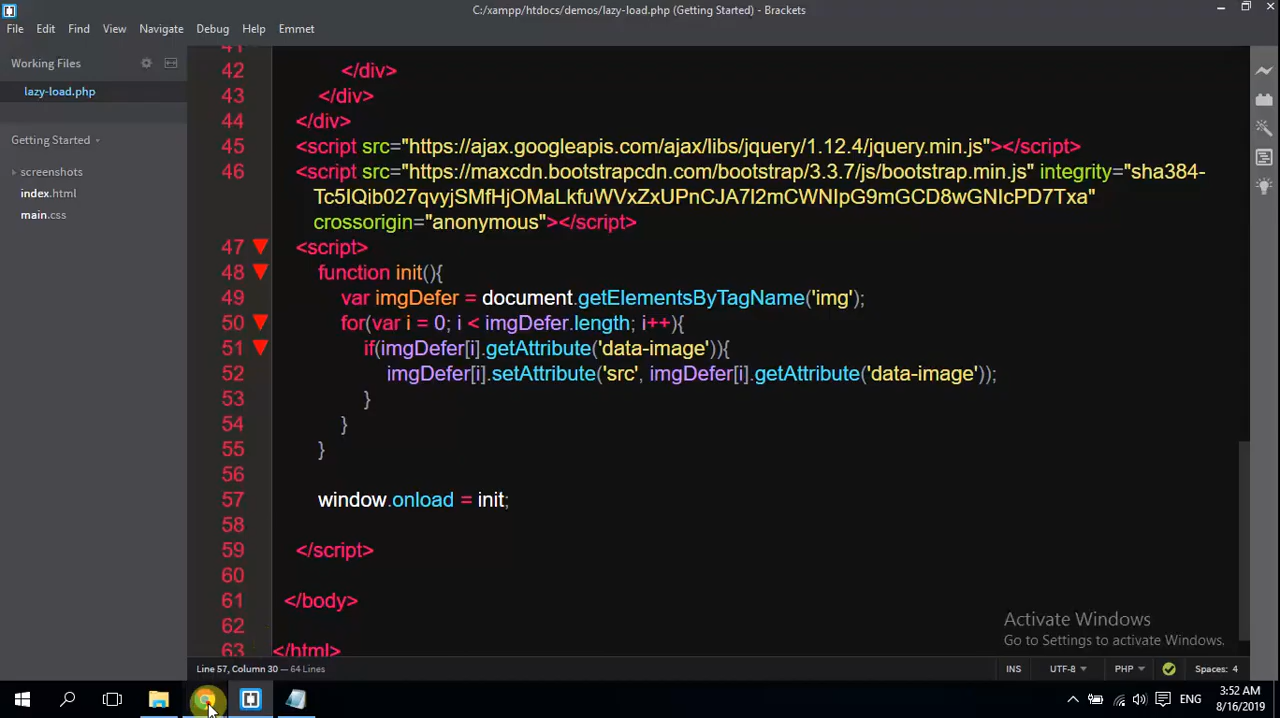 C:/xampp/htdocs/demos/lazy-load.php (Getting Started) - Brackets
File Edit Find View Navigate Debug Help Emmet
Working Files
lazy-load.php
Getting Started
screenshots
index.html
main.css
41
42 </div>
43 </div>
44 </div>
45 <script src="https://ajax.googleapis.com/ajax/libs/jquery/1.12.4/jquery.min.js"></script>
46 <script src="https://maxcdn.bootstrapcdn.com/bootstrap/3.3.7/js/bootstrap.min.js" integrity="sha384-
Tc5IQib027qvyjSMfHjOMaLkfuWVxZxUPnCJA7l2mCWNIpG9mGCD8wGNIcPD7Txa"
crossorigin="anonymous"></script>
47 <script>
48 function init(){
49 var imgDefer = document.getElementsByTagName('img');
50 for(var i = 0; i < imgDefer.length; i++){
51 if(imgDefer[i].getAttribute('data-image')){
52 imgDefer[i].setAttribute('src', imgDefer[i].getAttribute('data-image'));
53 }
54 }
55 }
56
57 window.onload = init;
58
59 </script>
60
61 </body>
62
63 </html>
Activate Windows
Go to Settings to activate Windows.
Line 57, Column 30 — 64 Lines
INS UTF-8 PHP Spaces: 4
ENG
3:52 AM
8/16/2019